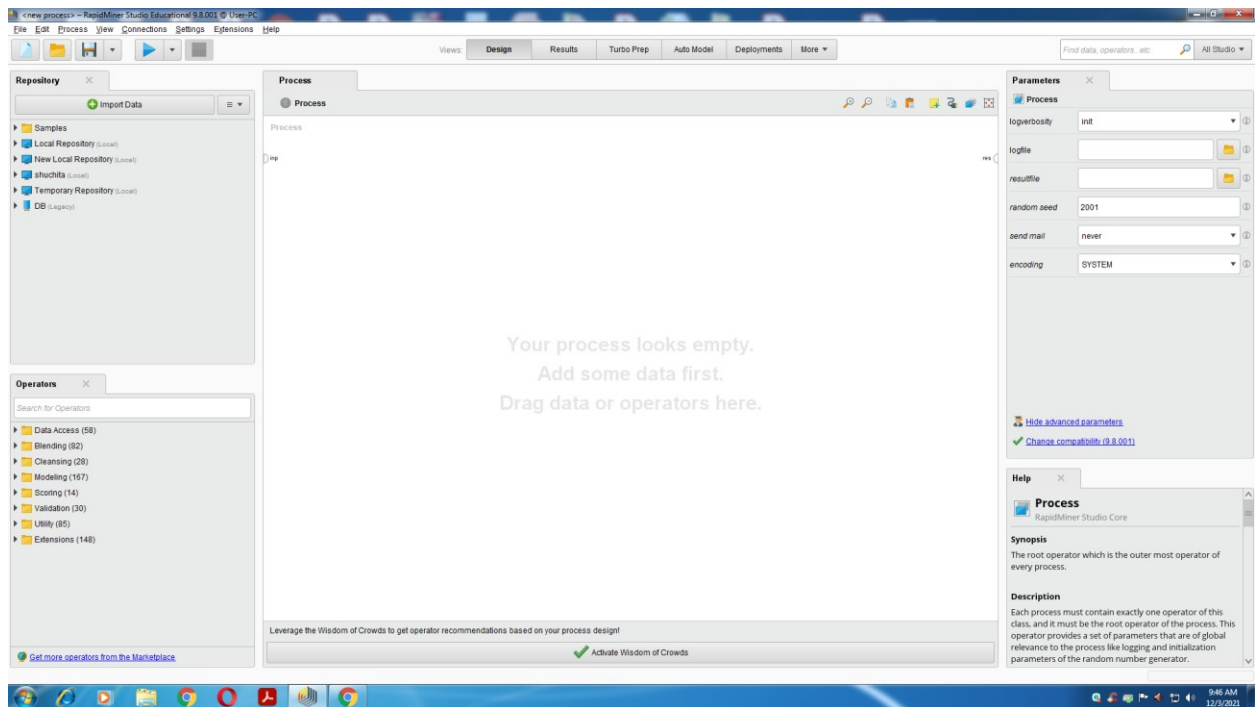 <new process> – RapidMiner Studio Educational 9.8.001 @ User-PC
File Edit Process View Connections Settings Extensions Help
Views: Design Results Turbo Prep Auto Model Deployments More
Find data, operators...etc All Studio
Repository
Import Data
Samples
Local Repository (Local)
New Local Repository (Local)
shuchita (Local)
Temporary Repository (Local)
DB (Legacy)
Operators
Search for Operators
Data Access (58)
Blending (82)
Cleansing (28)
Modeling (167)
Scoring (14)
Validation (30)
Utility (85)
Extensions (148)
Get more operators from the Marketplace
Process
Process
Process
inp
res
Your process looks empty.
Add some data first.
Drag data or operators here.
Leverage the Wisdom of Crowds to get operator recommendations based on your process design!
Activate Wisdom of Crowds
Parameters
Process
logverbosity init
logfile
resultfile
random seed 2001
send mail never
encoding SYSTEM
Hide advanced parameters
Change compatibility (9.8.001)
Help
Process
RapidMiner Studio Core
Synopsis
The root operator which is the outer most operator of
every process.
Description
Each process must contain exactly one operator of this
class, and it must be the root operator of the process. This
operator provides a set of parameters that are of global
relevance to the process like logging and initialization
parameters of the random number generator.
9:46 AM
12/3/2021